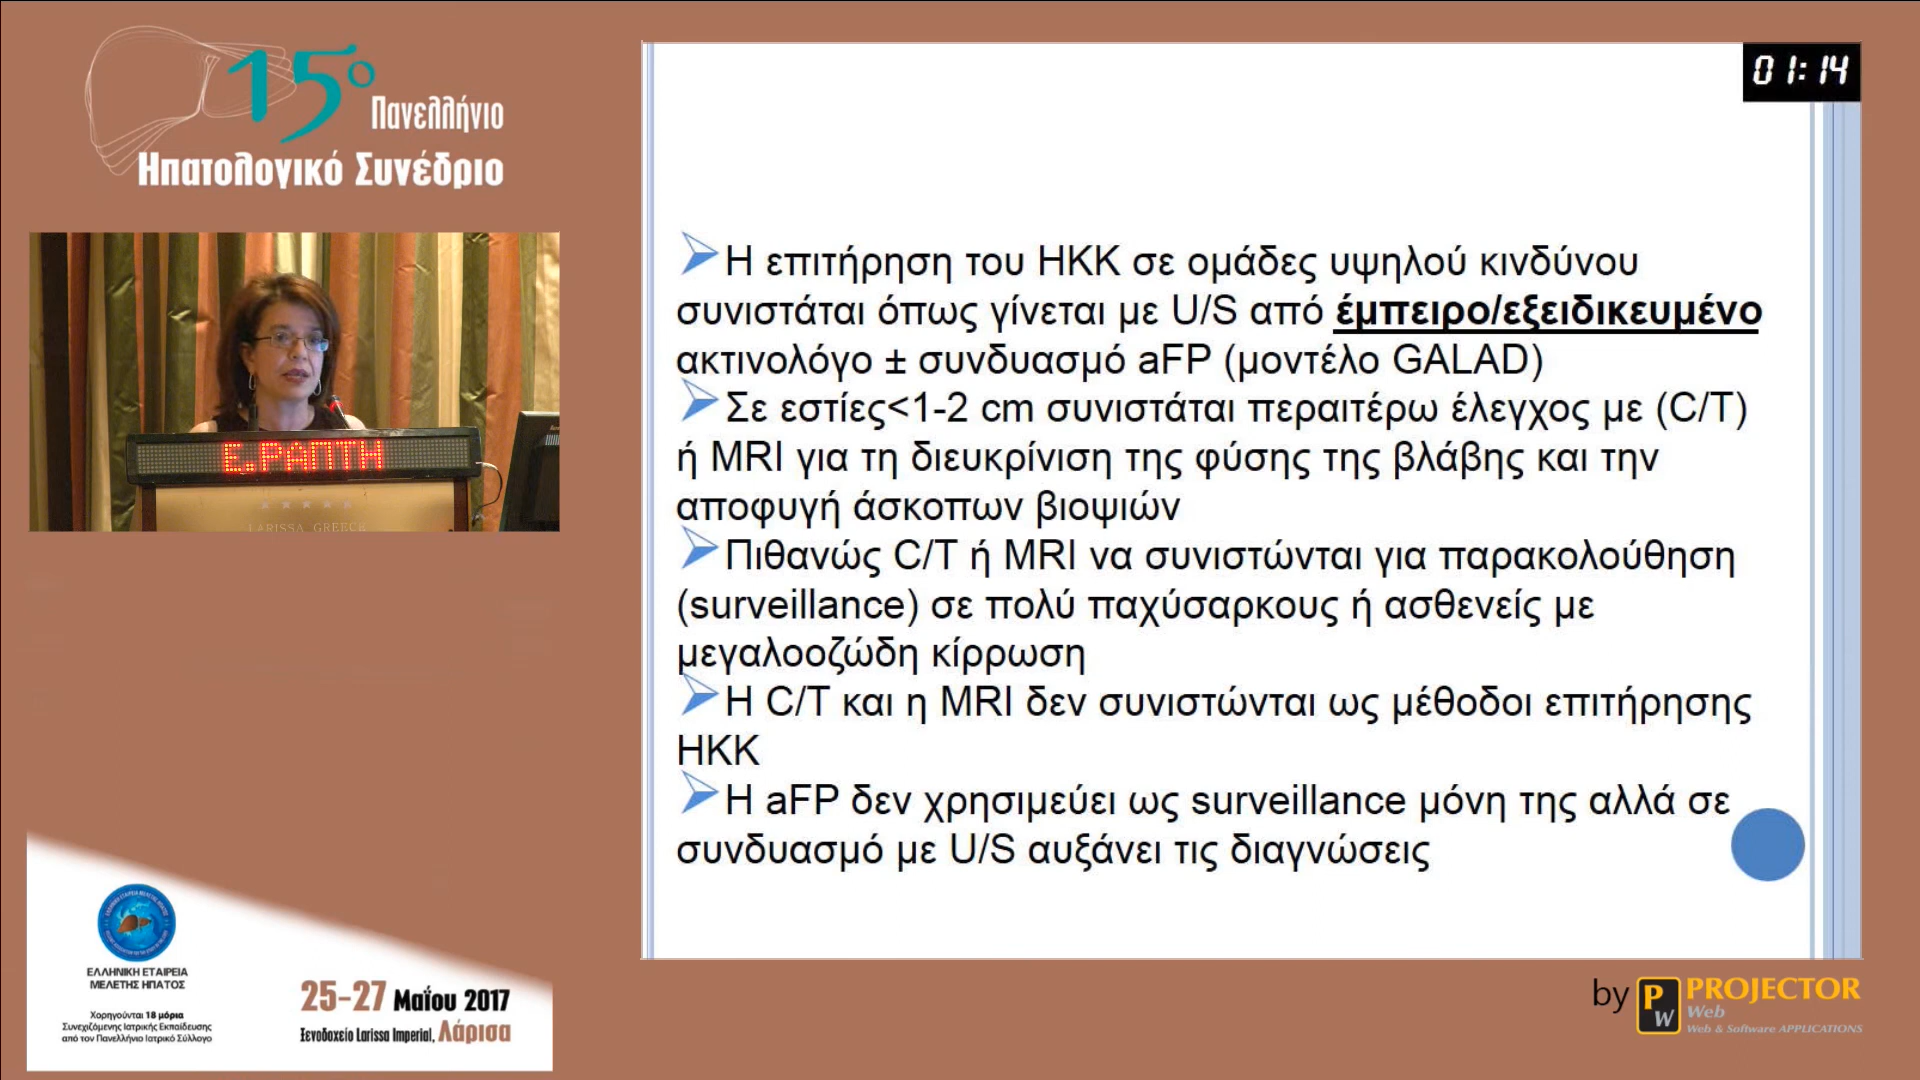 15ο
Πανελλήνιο
Ηπατολογικό Συνέδριο
Ε.ΡΑΠΤΗ
LARISSA GREECE
01:14
Η επιτήρηση του ΗΚΚ σε ομάδες υψηλού κινδύνου
συνιστάται όπως γίνεται με U/S από έμπειρο/εξειδικευμένο
ακτινολόγο ± συνδυασμό aFP (μοντέλο GALAD)
Σε εστίες<1-2 cm συνιστάται περαιτέρω έλεγχος με (C/T)
ή MRI για τη διευκρίνιση της φύσης της βλάβης και την
αποφυγή άσκοπων βιοψιών
Πιθανώς C/T ή MRI να συνιστώνται για παρακολούθηση
(surveillance) σε πολύ παχύσαρκους ή ασθενείς με
μεγαλοοζώδη κίρρωση
Η C/T και η MRI δεν συνιστώνται ως μέθοδοι επιτήρησης
ΗΚΚ
Η aFP δεν χρησιμεύει ως surveillance μόνη της αλλά σε
συνδυασμό με U/S αυξάνει τις διαγνώσεις
ΕΛΛΗΝΙΚΗ ΕΤΑΙΡΕΙΑ
ΜΕΛΕΤΗΣ ΗΠΑΤΟΣ
Χορηγούνται 18 μόρια
Συνεχιζόμενης Ιατρικής Εκπαίδευσης
από τον Πανελλήνιο Ιατρικό Σύλλογο
25-27 Μαΐου 2017
Ξενοδοχείο Larissa Imperial, Λάρισα
by PW PROJECTOR
Web
Web & Software APPLICATIONS